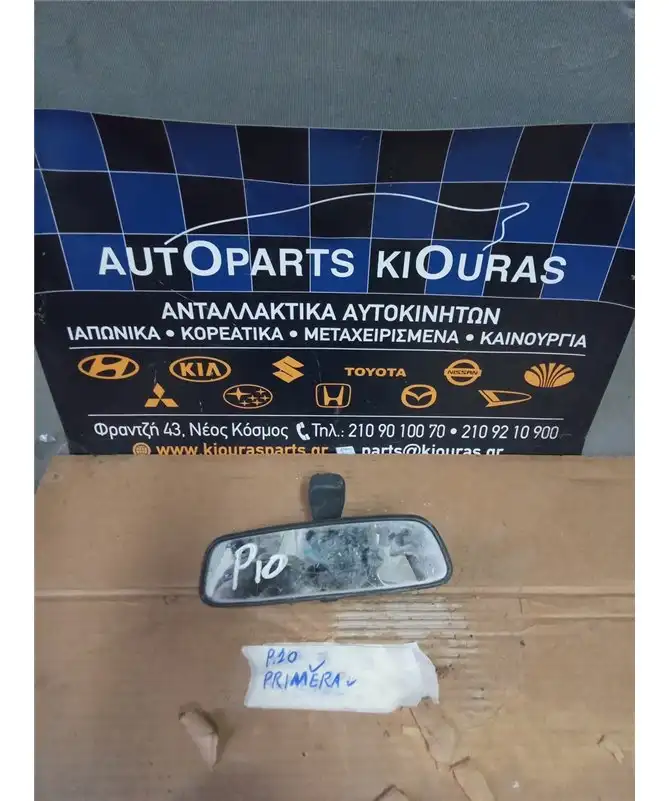 AUTOPARTS KIOURAS
ΑΝΤΑΛΛΑΚΤΙΚΑ ΑΥΤΟΚΙΝΗΤΩΝ
ΙΑΠΩΝΙΚΑ • ΚΟΡΕΑΤΙΚΑ • ΜΕΤΑΧΕΙΡΙΣΜΕΝΑ • ΚΑΙΝΟΥΡΓΙΑ
KIA TOYOTA NISSAN
Φραντζή 43, Νέος Κόσμος Τηλ.: 210 90 100 70 • 210 92 10 900
www.kiourasparts.gr parts@kiouras.gr
P10
P.10
PRIMERA